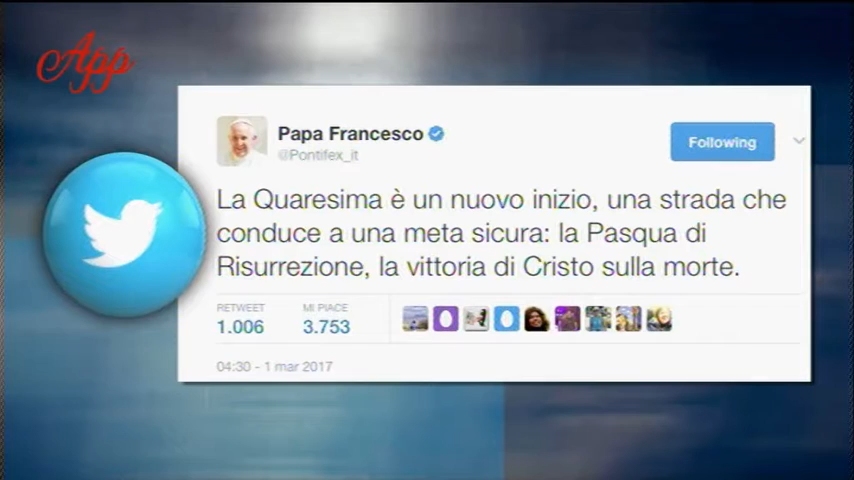 App
Papa Francesco
@Pontifex_it
Following
La Quaresima è un nuovo inizio, una strada che
conduce a una meta sicura: la Pasqua di
Risurrezione, la vittoria di Cristo sulla morte.
RETWEET MI PIACE
1.006 3.753
04:30 - 1 mar 2017